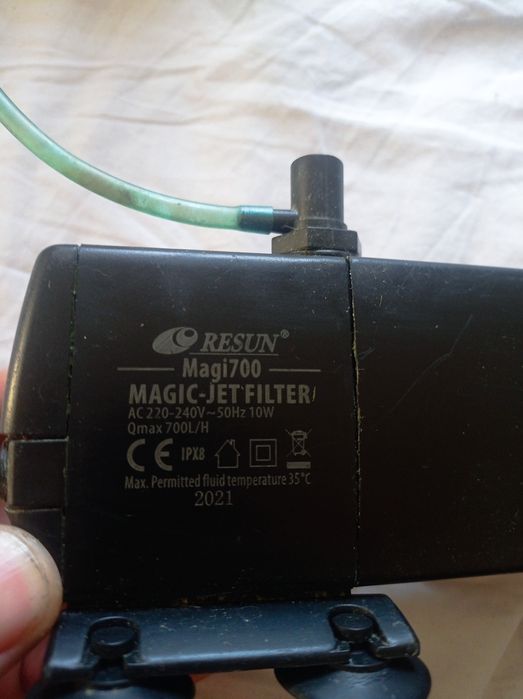 RESUN®
Magi700
MAGIC-JET FILTER
AC 220-240V~50Hz 10W
Qmax 700L/H
CE IPX8
Max. Permitted fluid temperature 35°C
2021